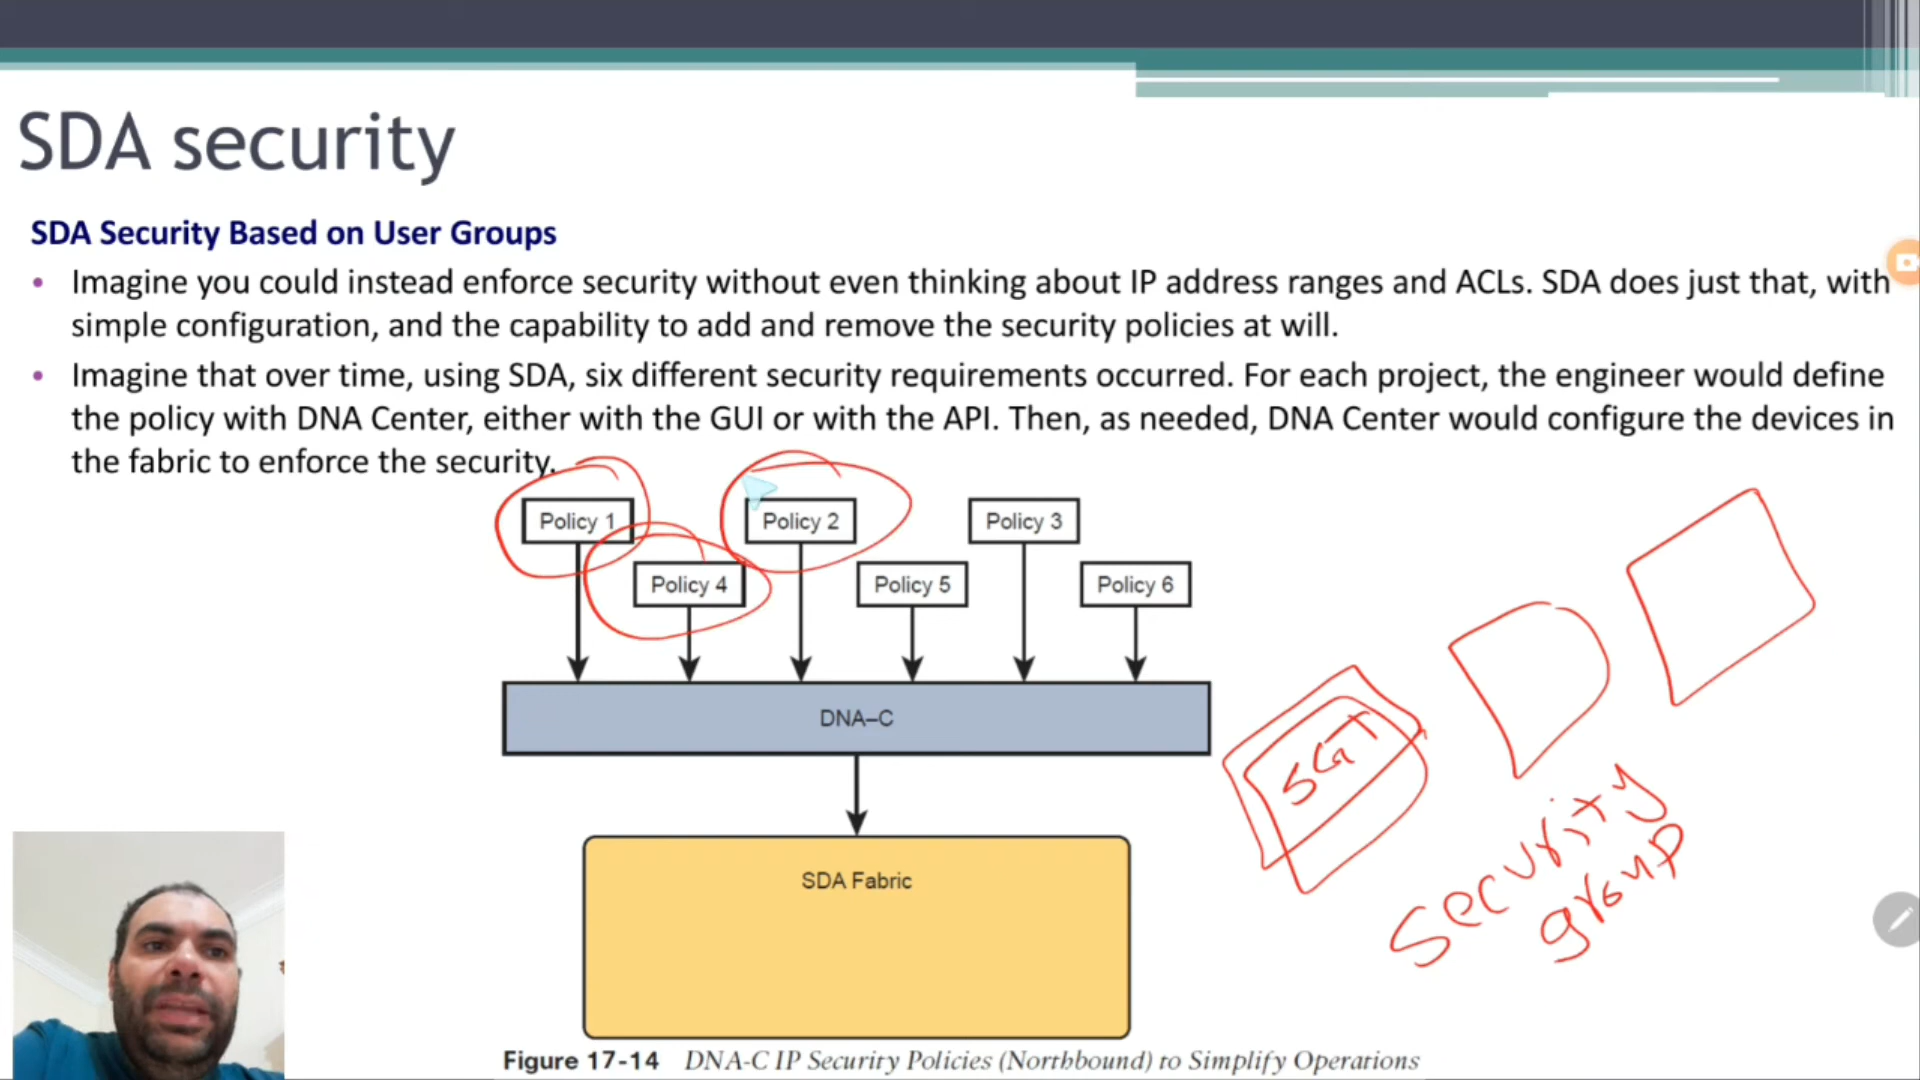 SDA security
SDA Security Based on User Groups
• Imagine you could instead enforce security without even thinking about IP address ranges and ACLs. SDA does just that, with
simple configuration, and the capability to add and remove the security policies at will.
• Imagine that over time, using SDA, six different security requirements occurred. For each project, the engineer would define
the policy with DNA Center, either with the GUI or with the API. Then, as needed, DNA Center would configure the devices in
the fabric to enforce the security.
Policy 1
Policy 2
Policy 3
Policy 4
Policy 5
Policy 6
DNA–C
SGT
Security
group
SDA Fabric
Figure 17-14 DNA-C IP Security Policies (Northbound) to Simplify Operations